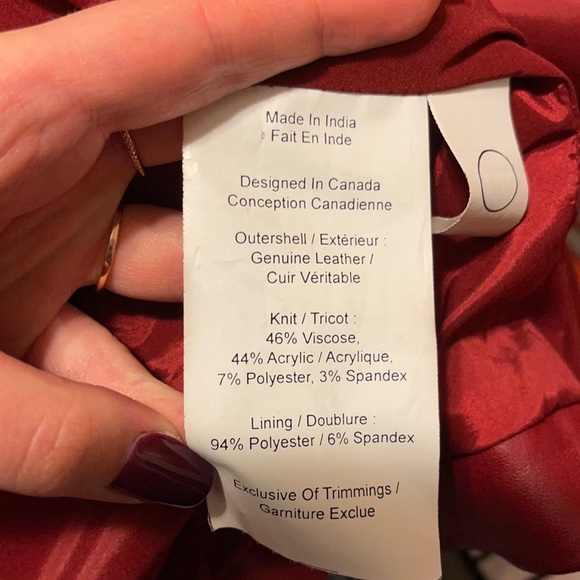 Made In India
Fait En Inde
Designed In Canada
Conception Canadienne
Outershell / Extérieur :
Genuine Leather /
Cuir Véritable
Knit / Tricot :
46% Viscose,
44% Acrylic / Acrylique,
7% Polyester, 3% Spandex
Lining / Doublure :
94% Polyester / 6% Spandex
Exclusive Of Trimmings /
Garniture Exclue